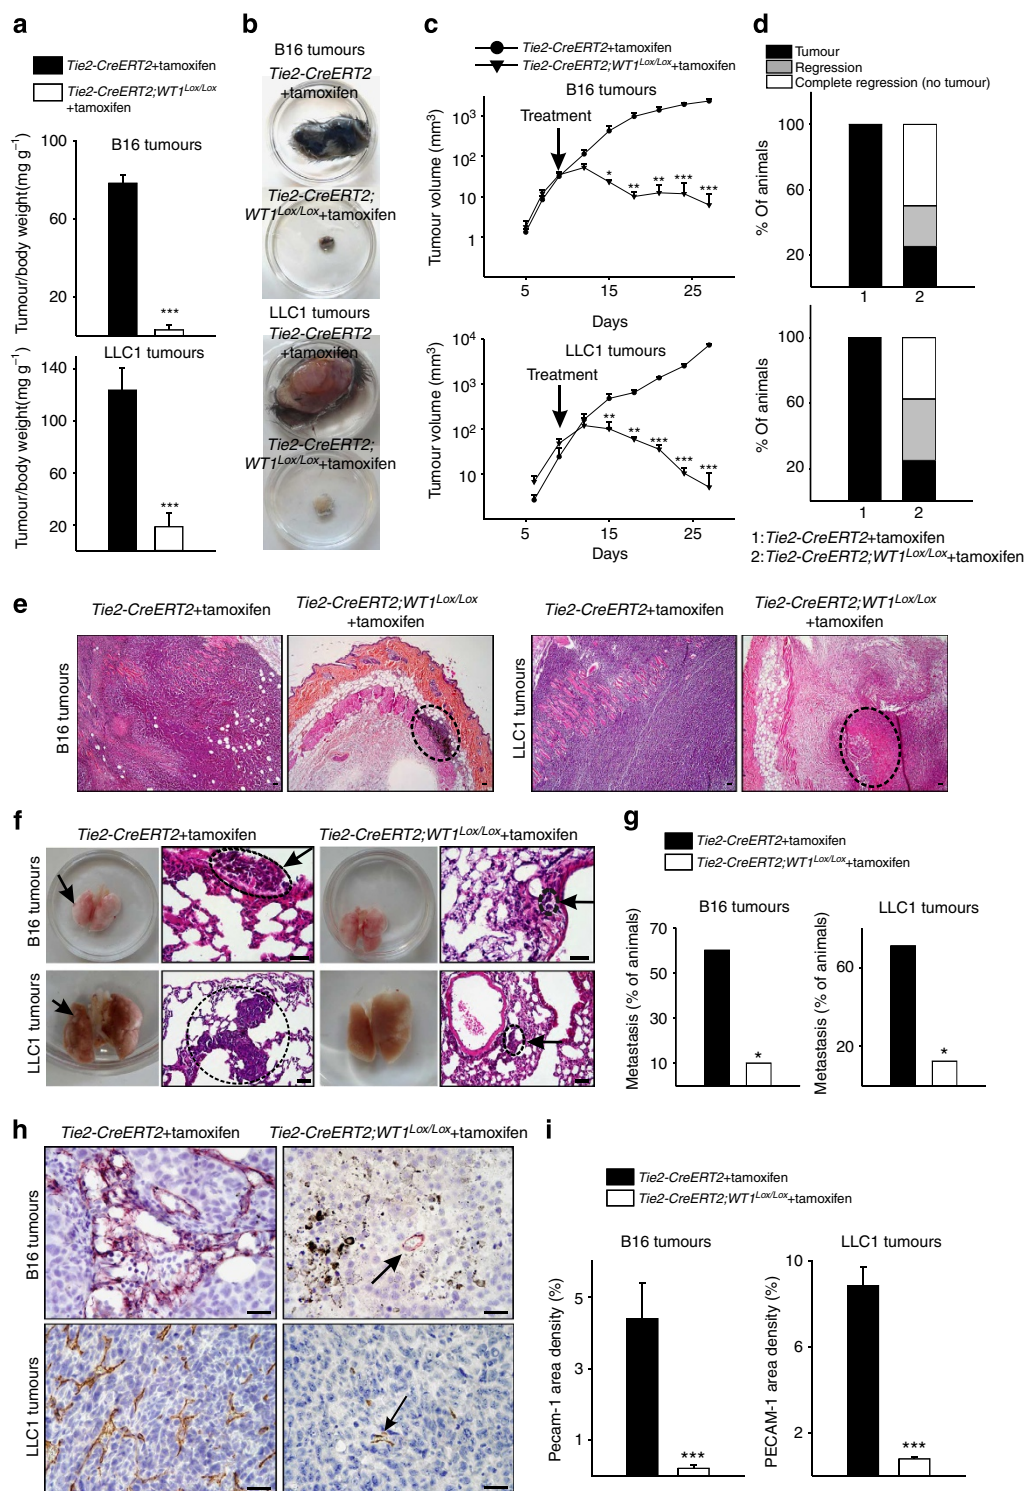 a
Tie2-CreERT2+tamoxifen
Tie2-CreERT2;WT1Lox/Lox
+tamoxifen
B16 tumours
Tumour/body weight(mg g−1)
100
60
20
***
LLC1 tumours
Tumour/body weight(mg g−1)
140
100
60
20
***
b
B16 tumours
Tie2-CreERT2
+tamoxifen
Tie2-CreERT2;
WT1Lox/Lox+tamoxifen
LLC1 tumours
Tie2-CreERT2
+tamoxifen
Tie2-CreERT2;
WT1Lox/Lox+tamoxifen
c
Tie2-CreERT2+tamoxifen
Tie2-CreERT2;WT1Lox/Lox+tamoxifen
B16 tumours
Treatment
Tumour volume (mm3)
103
102
10
1
* ** ** *** ***
5 15 25
Days
LLC1 tumours
Treatment
Tumour volume (mm3)
104
103
102
10
** ** *** *** ***
5 15 25
Days
d
Tumour
Regression
Complete regression (no tumour)
% Of animals
100
60
20
1 2
% Of animals
100
60
20
1 2
1:Tie2-CreERT2+tamoxifen
2:Tie2-CreERT2;WT1Lox/Lox+tamoxifen
e
Tie2-CreERT2+tamoxifen
Tie2-CreERT2;WT1Lox/Lox
+tamoxifen
Tie2-CreERT2+tamoxifen
Tie2-CreERT2;WT1Lox/Lox
+tamoxifen
B16 tumours
LLC1 tumours
f
Tie2-CreERT2+tamoxifen
Tie2-CreERT2;WT1Lox/Lox+tamoxifen
B16 tumours
LLC1 tumours
g
Tie2-CreERT2+tamoxifen
Tie2-CreERT2;WT1Lox/Lox+tamoxifen
B16 tumours
Metastasis (% of animals)
70
50
30
10
*
LLC1 tumours
Metastasis (% of animals)
60
20
*
h
Tie2-CreERT2+tamoxifen
Tie2-CreERT2;WT1Lox/Lox+tamoxifen
B16 tumours
LLC1 tumours
i
Tie2-CreERT2+tamoxifen
Tie2-CreERT2;WT1Lox/Lox+tamoxifen
B16 tumours
Pecam-1 area density (%)
5
3
1
***
LLC1 tumours
PECAM-1 area density (%)
10
6
2
***